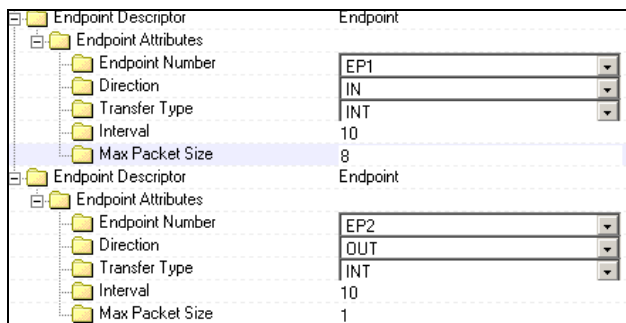 Endpoint Descriptor Endpoint
Endpoint Attributes
Endpoint Number EP1
Direction IN
Transfer Type INT
Interval 10
Max Packet Size 8
Endpoint Descriptor Endpoint
Endpoint Attributes
Endpoint Number EP2
Direction OUT
Transfer Type INT
Interval 10
Max Packet Size 1